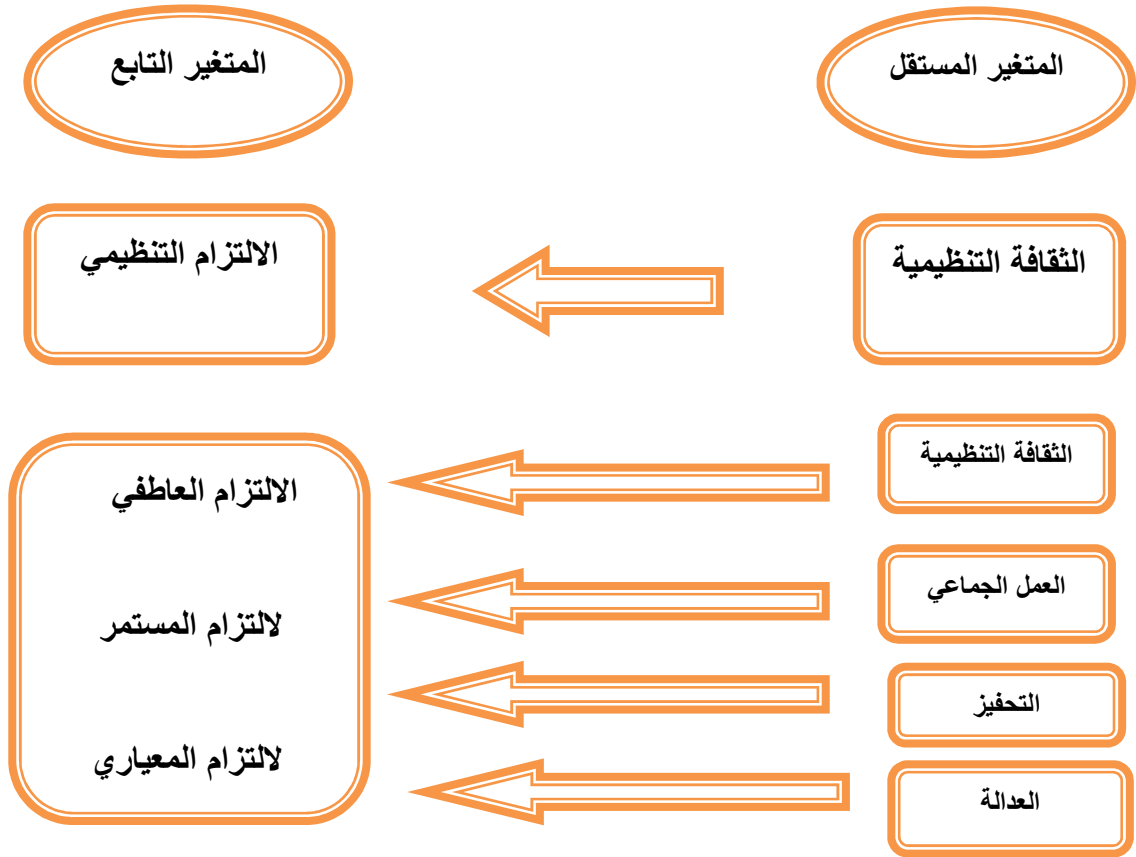 المتغير المستقل
المتغير التابع
الثقافة التنظيمية
الالتزام التنظيمي
الثقافة التنظيمية
العمل الجماعي
التحفيز
العدالة
الالتزام العاطفي
لالتزام المستمر
لالتزام المعياري